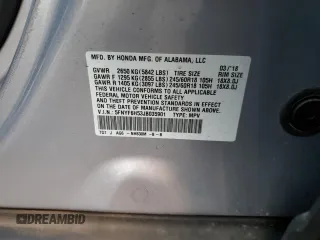 MFD. BY HONDA MFG. OF ALABAMA, LLC
03/'18
GVWR 2650 KG(5842 LBS) TIRE SIZE RIM SIZE
GAWR F 1295 KG(2855 LBS)245/60R18 105H 18X8.0J
GAWR R 1405 KG(3097 LBS)245/60R18 105H 18X8.0J
THIS VEHICLE CONFORMS TO ALL APPLICABLE
FEDERAL MOTOR VEHICLE SAFETY AND
THEFT PREVENTION STANDARDS IN EFFECT ON
THE DATE OF MANUFACTURE SHOWN ABOVE.
V.I.N.: TYPE: MPV
DREAMBID